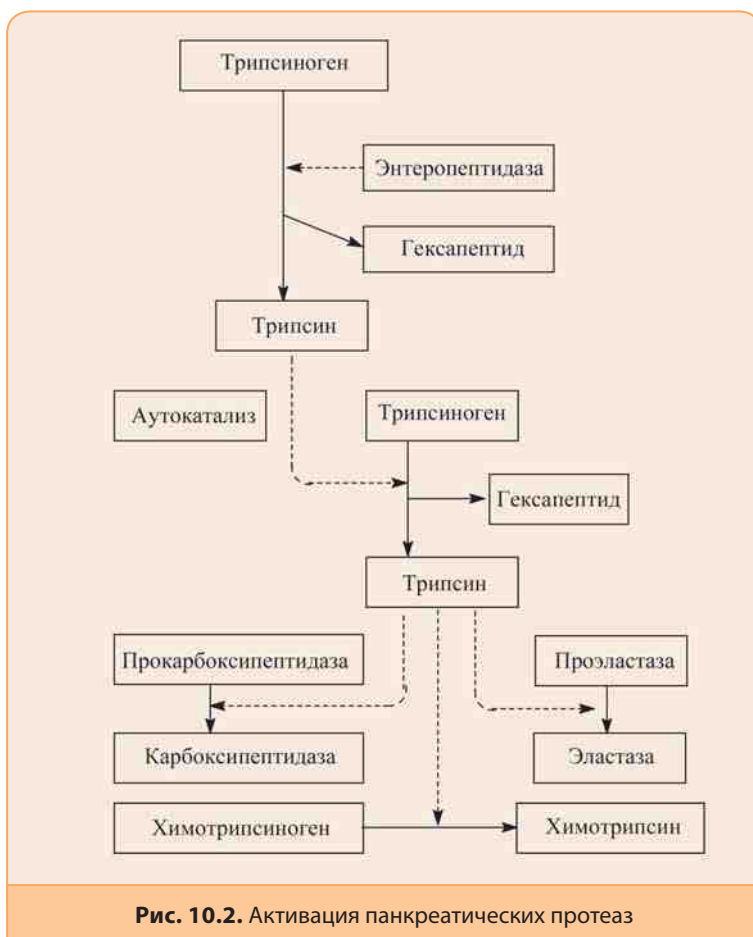 Трипсиноген
Энтеропептидаза
Гексапептид
Трипсин
Аутокатализ
Трипсиноген
Гексапептид
Трипсин
Прокарбоксипептидаза
Проэластаза
Карбоксипептидаза
Эластаза
Химотрипсиноген
Химотрипсин
Рис. 10.2. Активация панкреатических протеаз